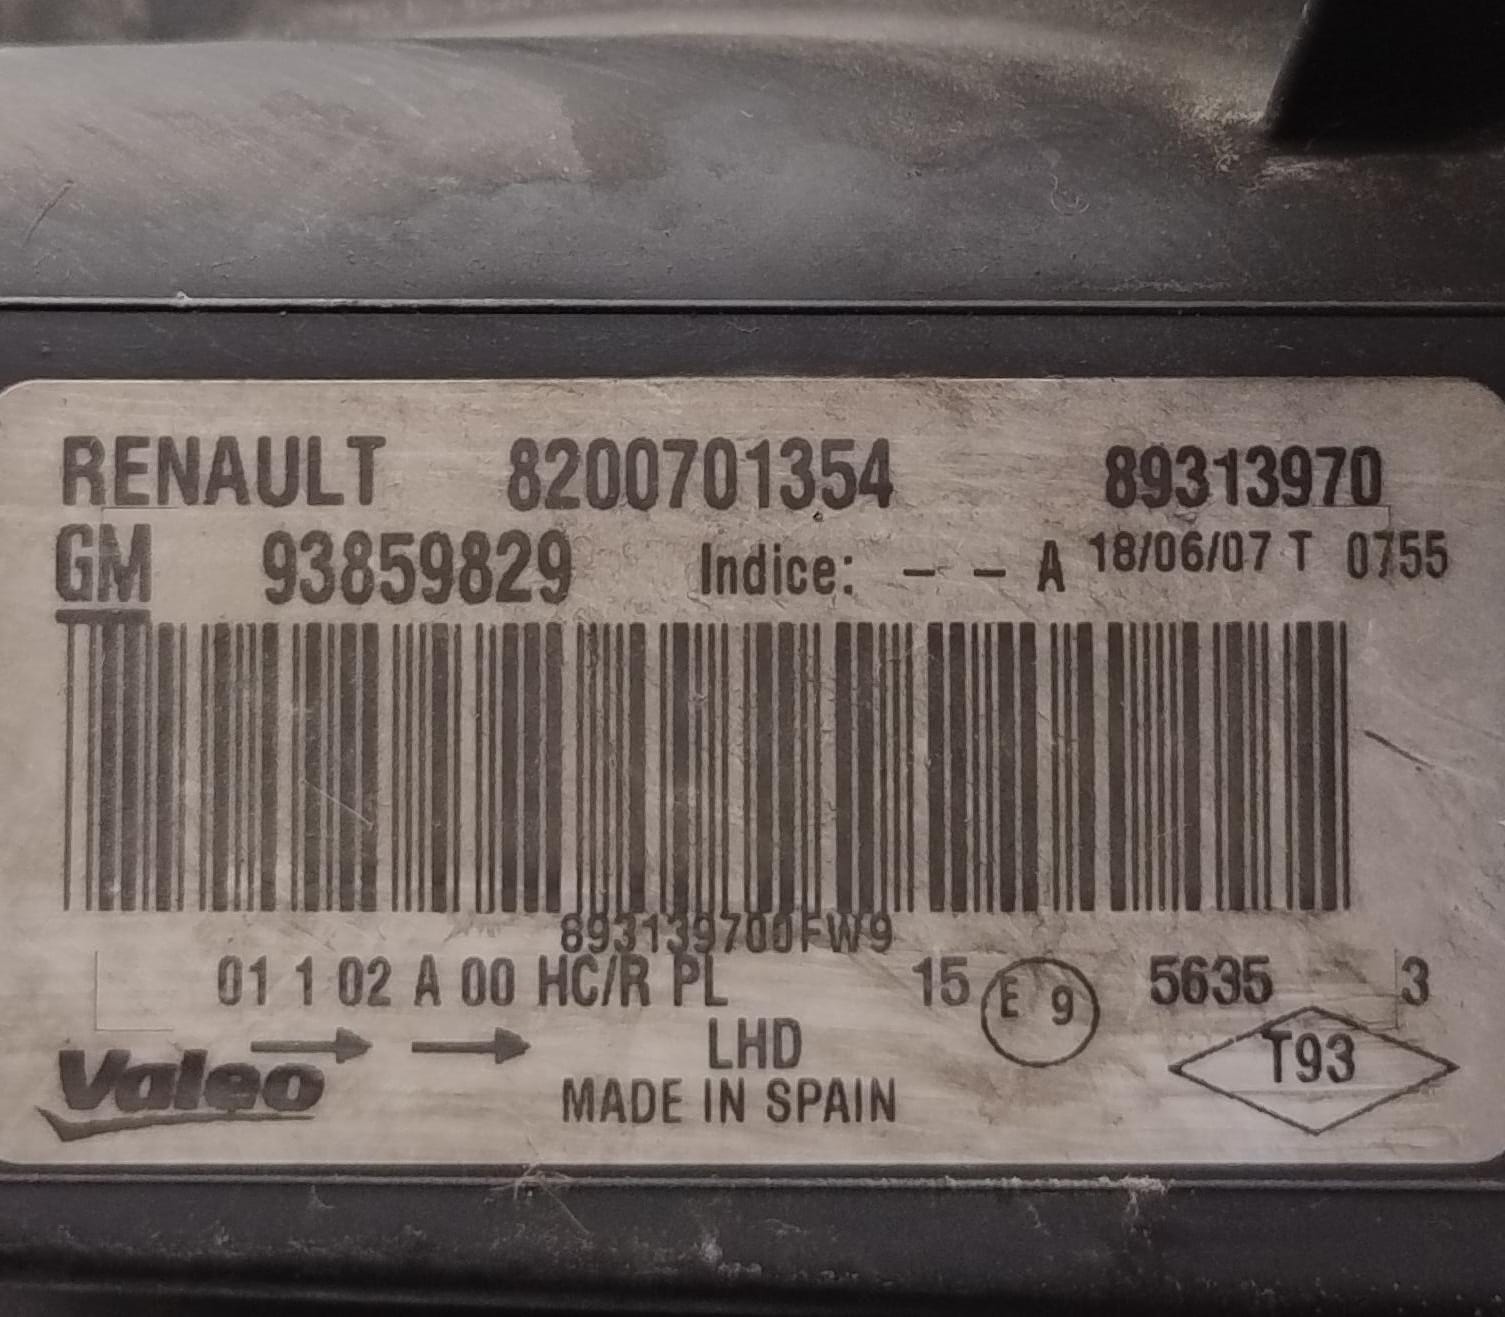 RENAULT 8200701354 89313970
GM 93859829 Indice: - - A 18/06/07 T 0755
893139700FW9
01 1 02 A 00 HC/R PL 15 E 9 5635 3
LHD T93
Valeo MADE IN SPAIN